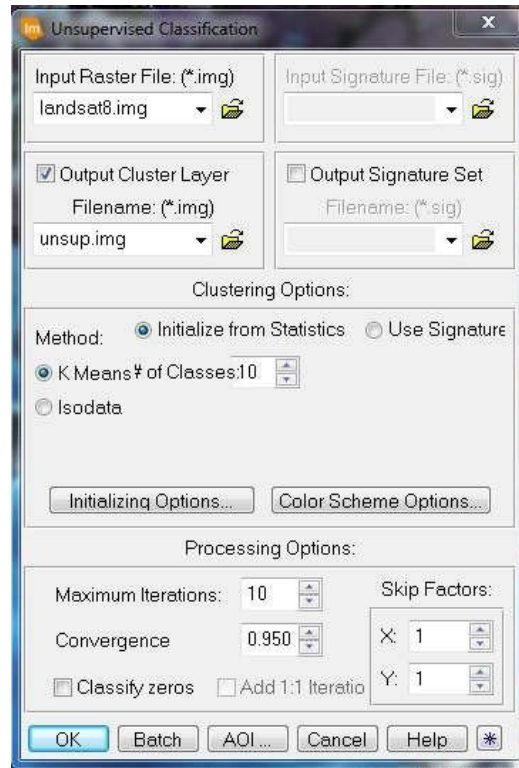 Unsupervised Classification X
Input Raster File: (*.img) Input Signature File: (*.sig)
landsat8.img
Output Cluster Layer Output Signature Set
Filename: (*.img) Filename: (*.sig)
unsup.img
Clustering Options:
Method: Initialize from Statistics Use Signature
K Means # of Classes: 10
Isodata
Initializing Options... Color Scheme Options...
Processing Options:
Maximum Iterations: 10 Skip Factors:
Convergence 0.950 X: 1
Classify zeros Add 1:1 Iteratio Y: 1
OK Batch AOI ... Cancel Help *